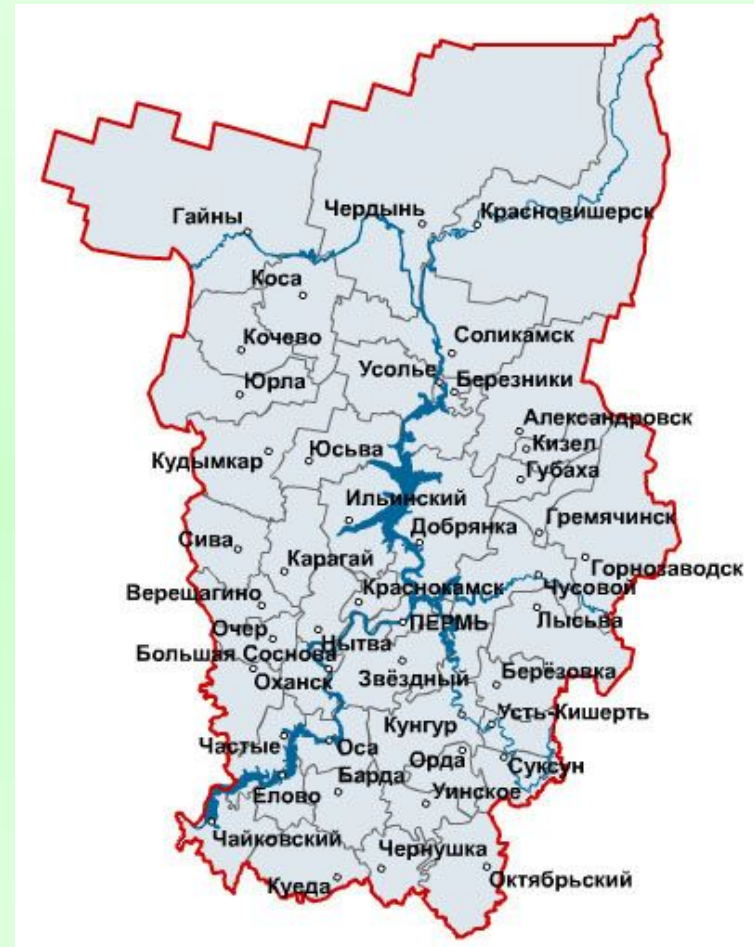 Гайны
Чердынь
Красновишерск
Коса
Кочево
Соликамск
Усолье
Березники
Юрла
Александровск
Кизел
Юсьва
Кудымкар
Губаха
Ильинский
Гремячинск
Добрянка
Сива
Карагай
Горнозаводск
Краснокамск
Чусовой
Верещагино
Лысьва
ПЕРМЬ
Очер
Нытва
Большая Соснова
Звёздный
Берёзовка
Оханск
Усть-Кишерть
Кунгур
Частые
Оса
Орда
Суксун
Барда
Елово
Уинское
Чайковский
Чернушка
Октябрьский
Куеда